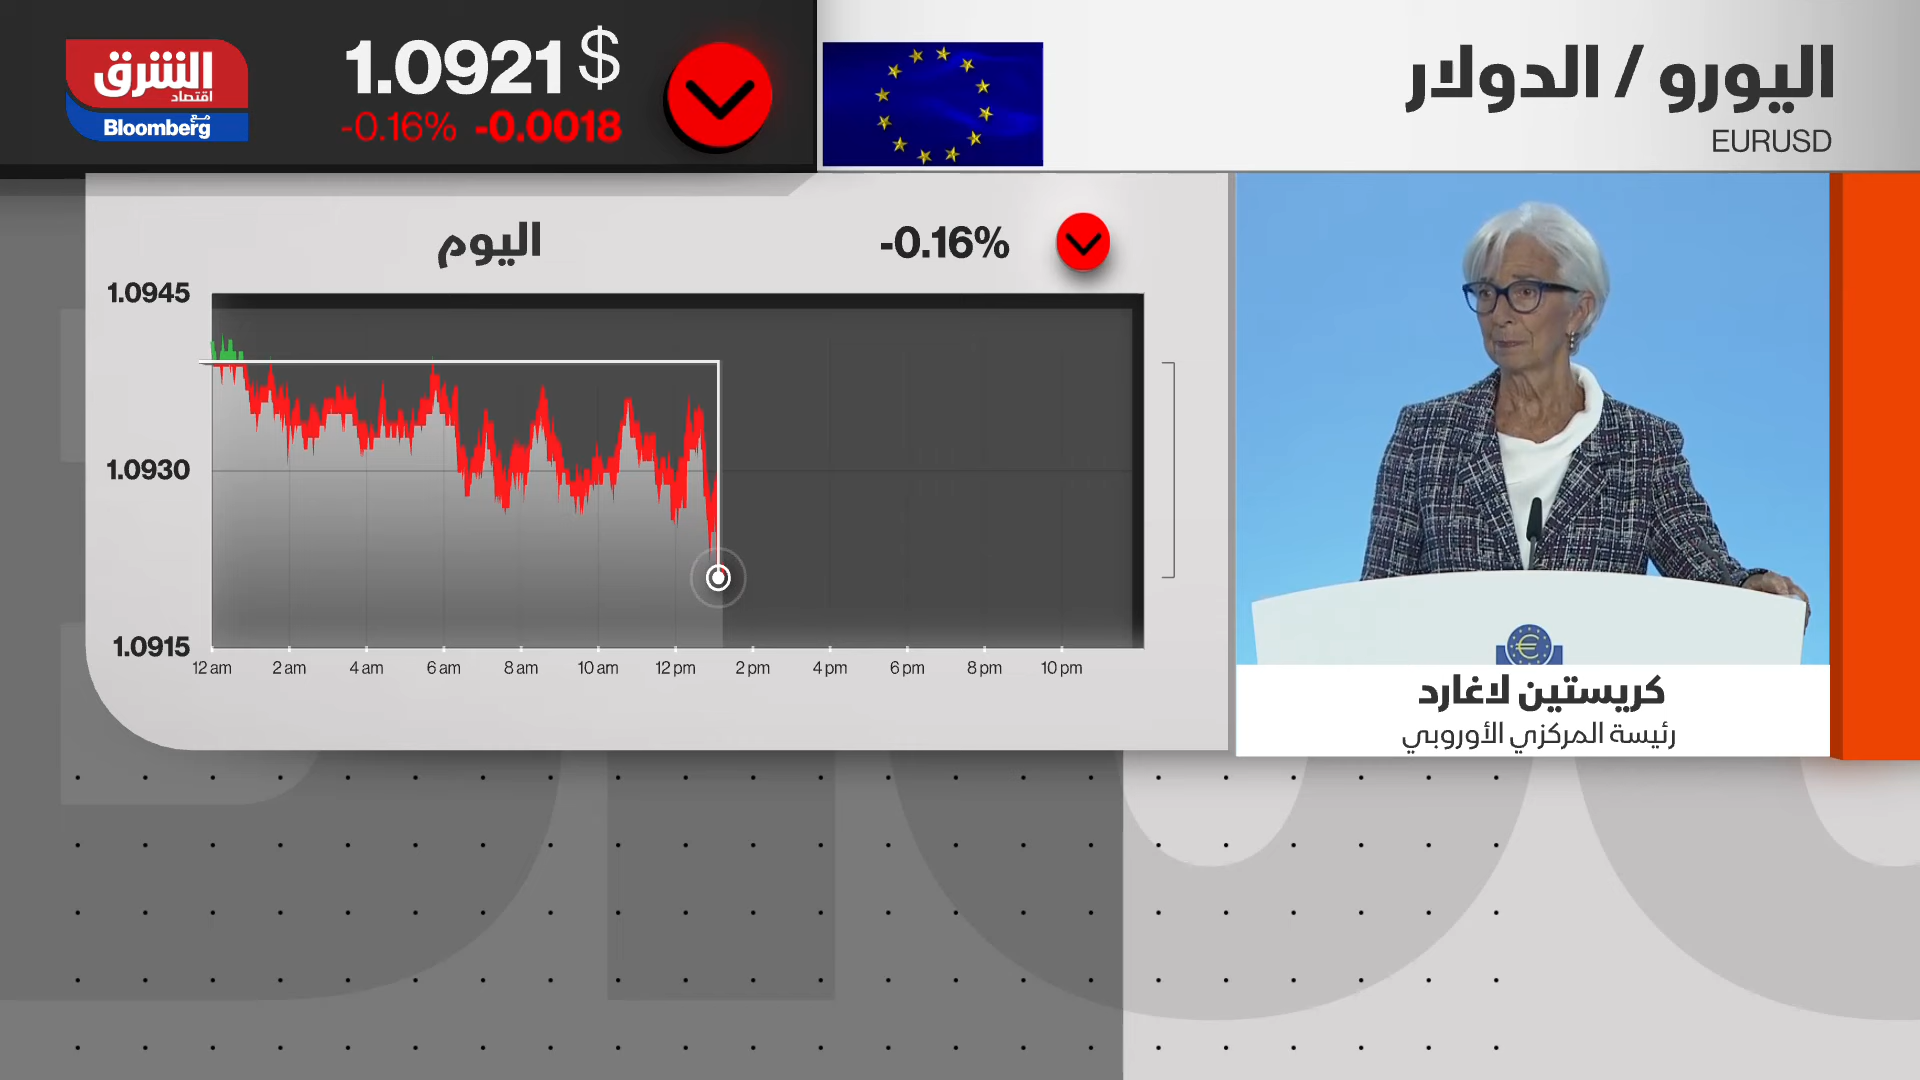 الشرق
اقتصاد
مع
Bloomberg
1.0921 $
-0.16% -0.0018
اليورو / الدولار
EURUSD
اليوم
-0.16%
1.0945
1.0930
1.0915
12 am 2 am 4 am 6 am 8 am 10 am 12 pm 2 pm 4 pm 6 pm 8 pm 10 pm
€
كريستين لاغارد
رئيسة المركزي الأوروبي